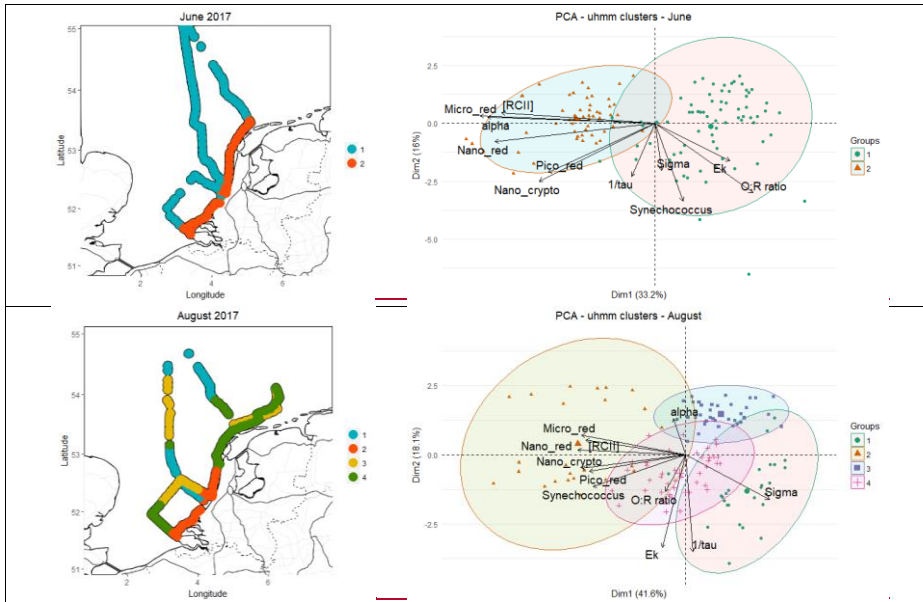 June 2017
55
54
53
52
51
Latitude
2
4
6
Longitude
1
2
PCA - uhmm clusters - June
2.5
0.0
-2.5
-5.0
Dim2 (16%)
Micro_red
[RCII]
alpha
Nano_red
Pico_red
Nano_crypto
1/tau
Sigma
Ek
O:R ratio
Synechococcus
Dim1 (33.2%)
Groups
1
2
August 2017
55
54
53
52
51
Latitude
2
4
6
Longitude
1
2
3
4
PCA - uhmm clusters - August
2.5
0.0
-2.5
Dim2 (18.1%)
alpha
Micro_red
Nano_red
[RCII]
Nano_crypto
Pico_red
Synechococcus
O:R ratio
Sigma
Ek
1/tau
Dim1 (41.6%)
Groups
1
2
3
4